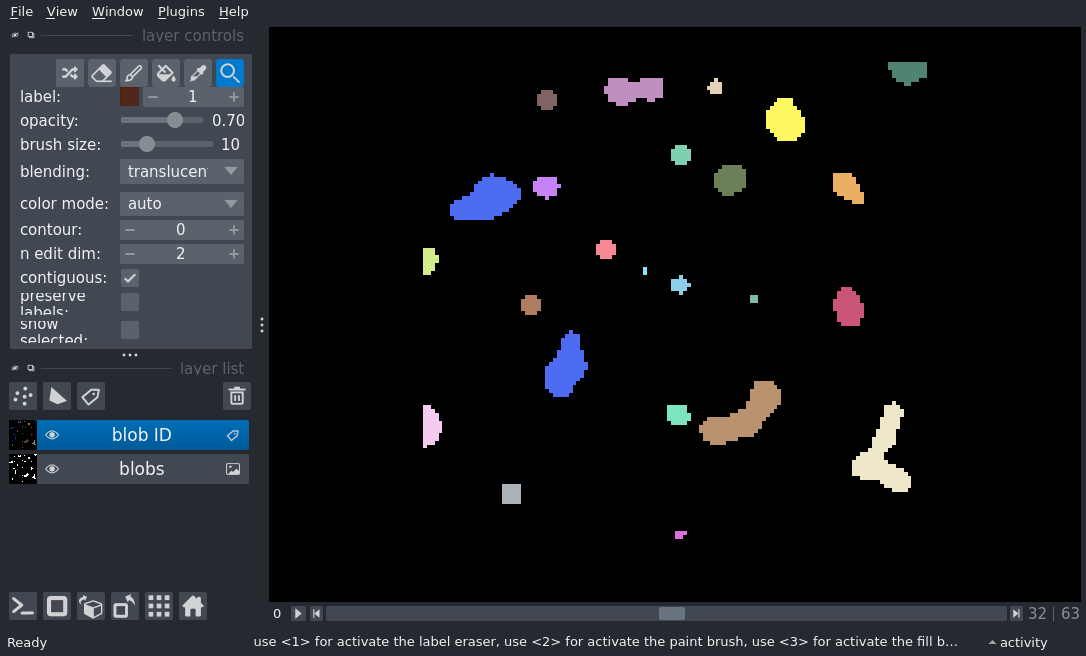 File View Window Plugins Help
layer controls
label: 1
opacity: 0.70
brush size: 10
blending: translucen
color mode: auto
contour: 0
n edit dim: 2
contiguous:
preserve
labels:
show
selected:
layer list
blob ID
blobs
0 32 63
Ready use <1> for activate the label eraser, use <2> for activate the paint brush, use <3> for activate the fill b... activity